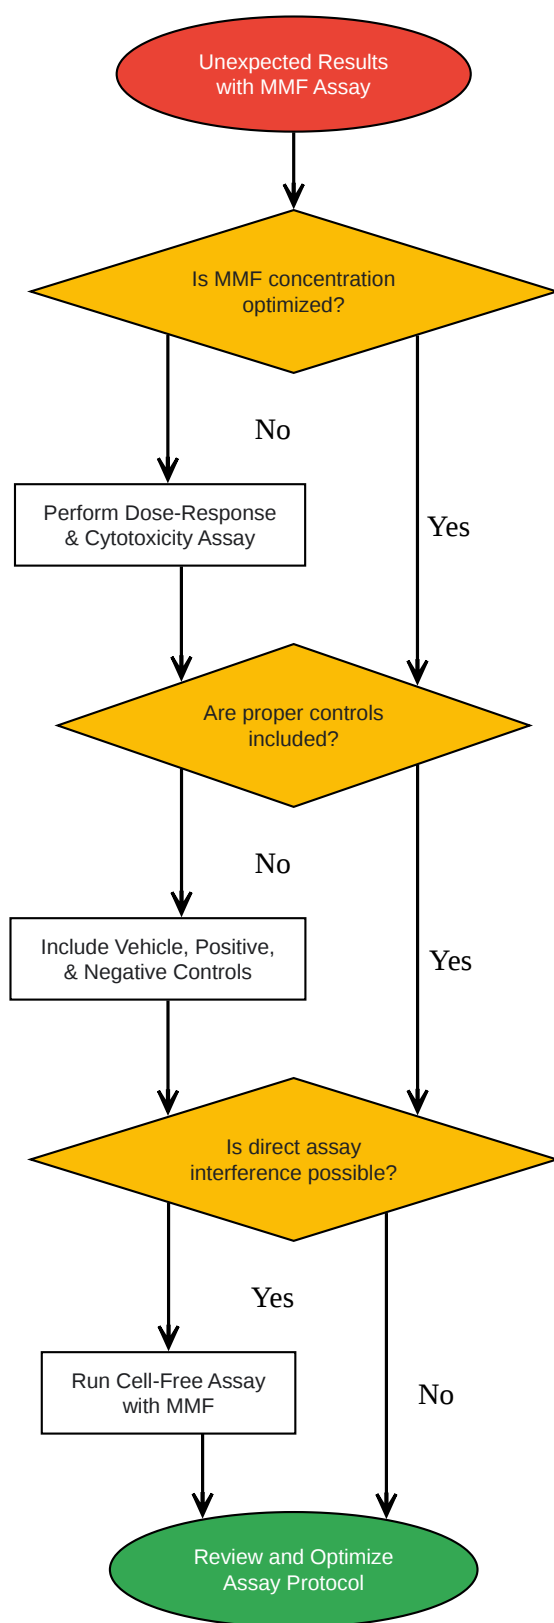 Unexpected Results
with MMF Assay
Is MMF concentration
optimized?
No
Perform Dose-Response
& Cytotoxicity Assay
Yes
Are proper controls
included?
No
Include Vehicle, Positive,
& Negative Controls
Yes
Is direct assay
interference possible?
Yes
Run Cell-Free Assay
with MMF
No
Review and Optimize
Assay Protocol